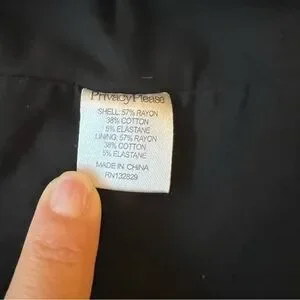 PrivacyPlease
SHELL: 57% RAYON
38% COTTON
5% ELASTANE
LINING: 57% RAYON
38% COTTON
5% ELASTANE
MADE IN CHINA
RN132829